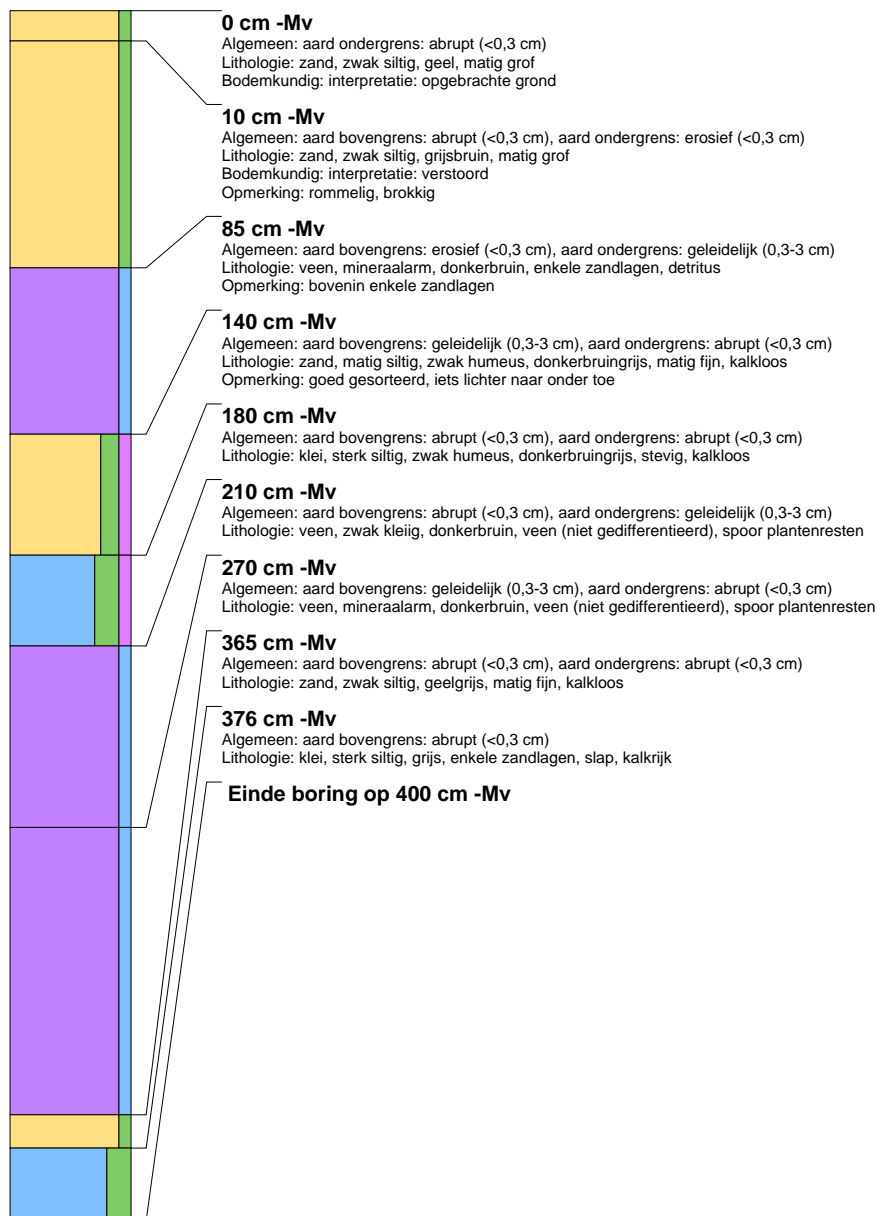 0 cm -Mv
Algemeen: aard ondergrens: abrupt (<0,3 cm)
Lithologie: zand, zwak siltig, geel, matig grof
Bodemkundig: interpretatie: opgebrachte grond
10 cm -Mv
Algemeen: aard bovengrens: abrupt (<0,3 cm), aard ondergrens: erosief (<0,3 cm)
Lithologie: zand, zwak siltig, grijsbruin, matig grof
Bodemkundig: interpretatie: verstoord
Opmerking: rommelig, brokkig
85 cm -Mv
Algemeen: aard bovengrens: erosief (<0,3 cm), aard ondergrens: geleidelijk (0,3-3 cm)
Lithologie: veen, mineraalarm, donkerbruin, enkele zandlagen, detritus
Opmerking: bovenin enkele zandlagen
140 cm -Mv
Algemeen: aard bovengrens: geleidelijk (0,3-3 cm), aard ondergrens: abrupt (<0,3 cm)
Lithologie: zand, matig siltig, zwak humeus, donkerbruingrijs, matig fijn, kalkloos
Opmerking: goed gesorteerd, iets lichter naar onder toe
180 cm -Mv
Algemeen: aard bovengrens: abrupt (<0,3 cm), aard ondergrens: abrupt (<0,3 cm)
Lithologie: klei, sterk siltig, zwak humeus, donkerbruingrijs, stevig, kalkloos
210 cm -Mv
Algemeen: aard bovengrens: abrupt (<0,3 cm), aard ondergrens: geleidelijk (0,3-3 cm)
Lithologie: veen, zwak kleiig, donkerbruin, veen (niet gedifferentieerd), spoor plantenresten
270 cm -Mv
Algemeen: aard bovengrens: geleidelijk (0,3-3 cm), aard ondergrens: abrupt (<0,3 cm)
Lithologie: veen, mineraalarm, donkerbruin, veen (niet gedifferentieerd), spoor plantenresten
365 cm -Mv
Algemeen: aard bovengrens: abrupt (<0,3 cm), aard ondergrens: abrupt (<0,3 cm)
Lithologie: zand, zwak siltig, geelgrijs, matig fijn, kalkloos
376 cm -Mv
Algemeen: aard bovengrens: abrupt (<0,3 cm)
Lithologie: klei, sterk siltig, grijs, enkele zandlagen, slap, kalkrijk
Einde boring op 400 cm -Mv